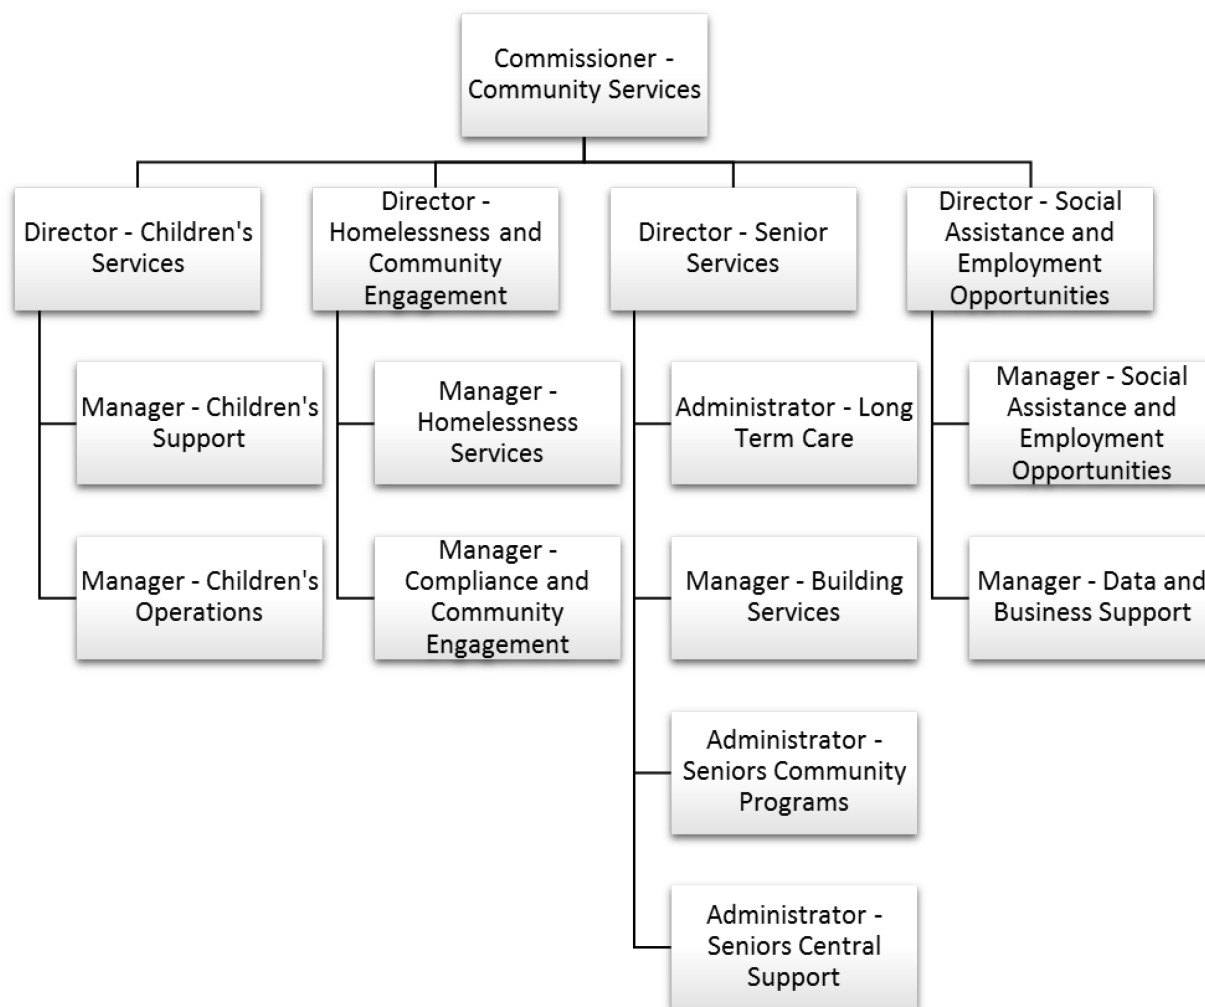 Commissioner -
Community Services
Director - Children's
Services
Director -
Homelessness and
Community
Engagement
Director - Senior
Services
Director - Social
Assistance and
Employment
Opportunities
Manager - Children's
Support
Manager -
Homelessness
Services
Administrator - Long
Term Care
Manager - Social
Assistance and
Employment
Opportunities
Manager - Children's
Operations
Manager -
Compliance and
Community
Engagement
Manager - Building
Services
Manager - Data and
Business Support
Administrator -
Seniors Community
Programs
Administrator -
Seniors Central
Support